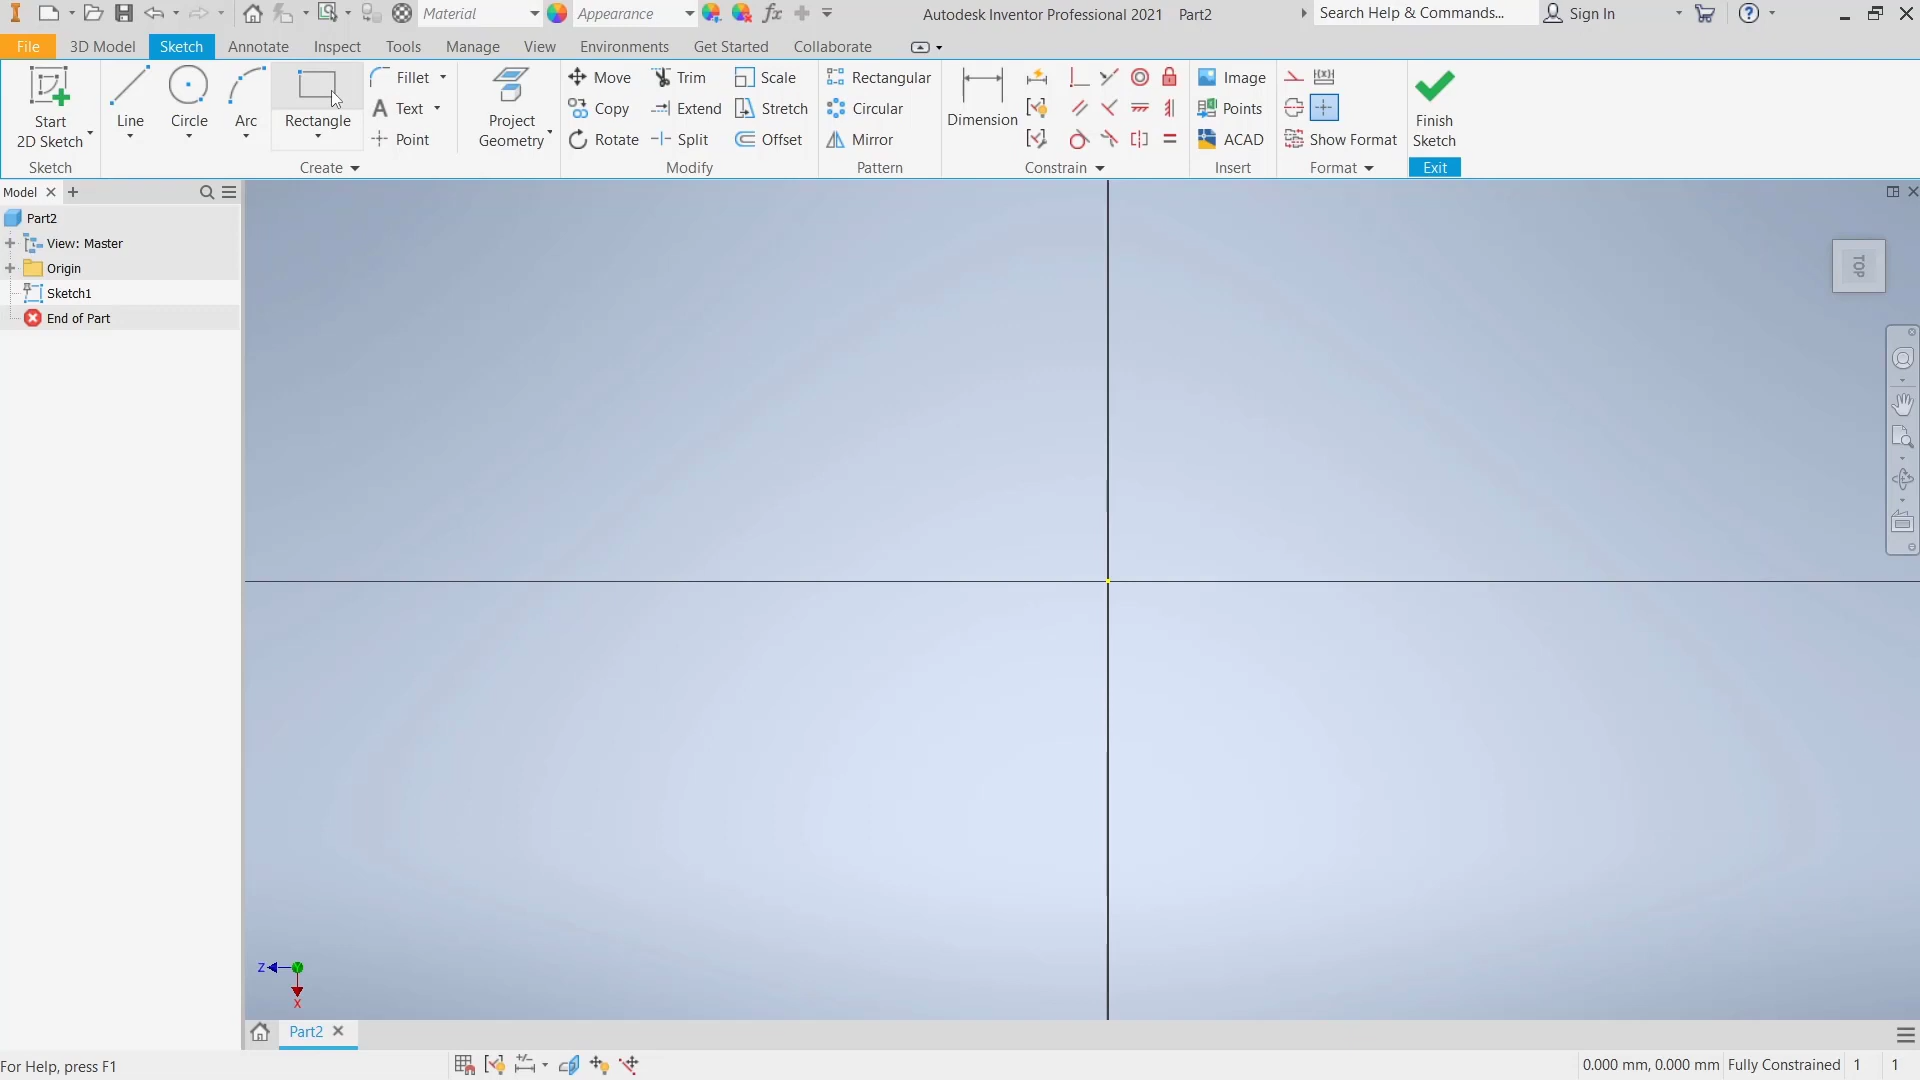 Material
Appearance
Autodesk Inventor Professional 2021 Part2
Search Help & Commands...
Sign In
File 3D Model Sketch Annotate Inspect Tools Manage View Environments Get Started Collaborate
Start
2D Sketch
Line
Circle
Arc
Rectangle
Fillet
Text
Point
Project
Geometry
Move
Copy
Rotate
Trim
Extend
Split
Scale
Stretch
Offset
Rectangular
Circular
Mirror
Dimension
Image
Points
ACAD
Show Format
Finish
Sketch
Sketch Create Modify Pattern Constrain Insert Format Exit
Model
Part2
View: Master
Origin
Sketch1
End of Part
TOP
Z
X
Part2
For Help, press F1
0.000 mm, 0.000 mm Fully Constrained 1 1